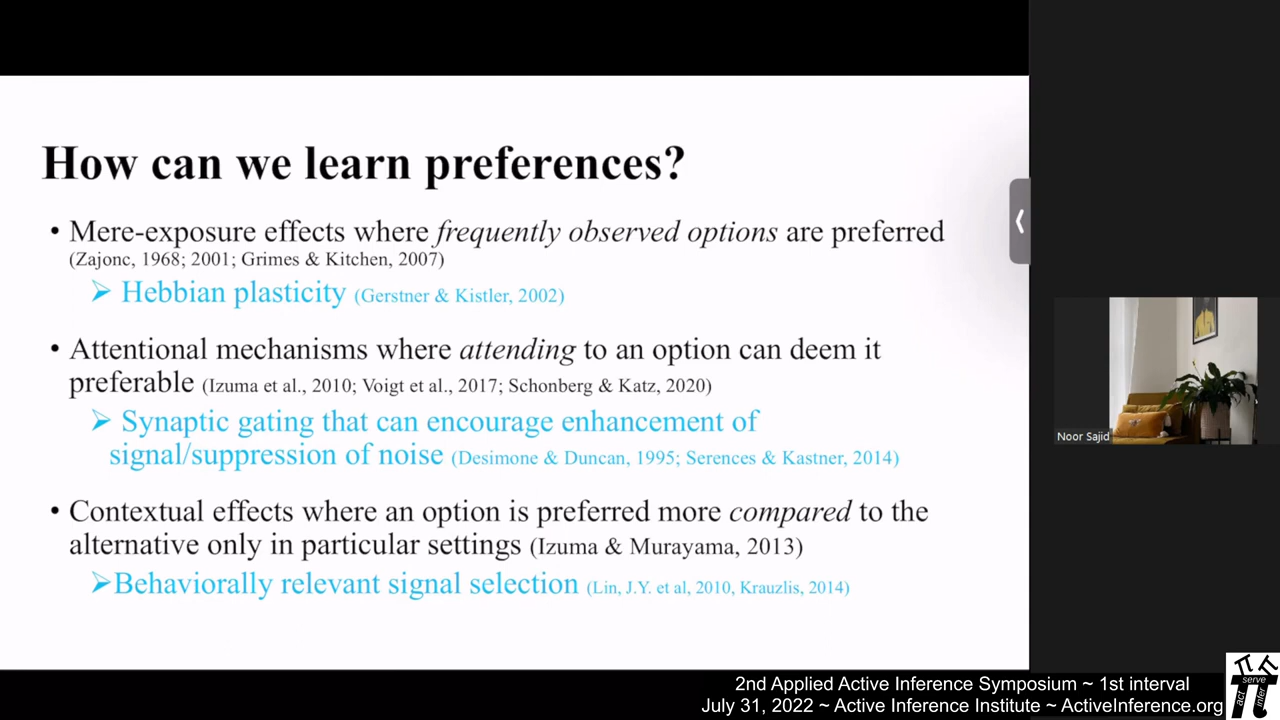 How can we learn preferences?
• Mere-exposure effects where frequently observed options are preferred
(Zajonc, 1968; 2001; Grimes & Kitchen, 2007)
➢ Hebbian plasticity (Gerstner & Kistler, 2002)
• Attentional mechanisms where attending to an option can deem it
preferable (Izuma et al., 2010; Voigt et al., 2017; Schonberg & Katz, 2020)
➢ Synaptic gating that can encourage enhancement of
signal/suppression of noise (Desimone & Duncan, 1995; Serences & Kastner, 2014)
• Contextual effects where an option is preferred more compared to the
alternative only in particular settings (Izuma & Murayama, 2013)
➢Behaviorally relevant signal selection (Lin, J.Y. et al, 2010, Krauzlis, 2014)
Noor Sajid
2nd Applied Active Inference Symposium ~ 1st interval
July 31, 2022 ~ Active Inference Institute ~ ActiveInference.org
serve
act
infer